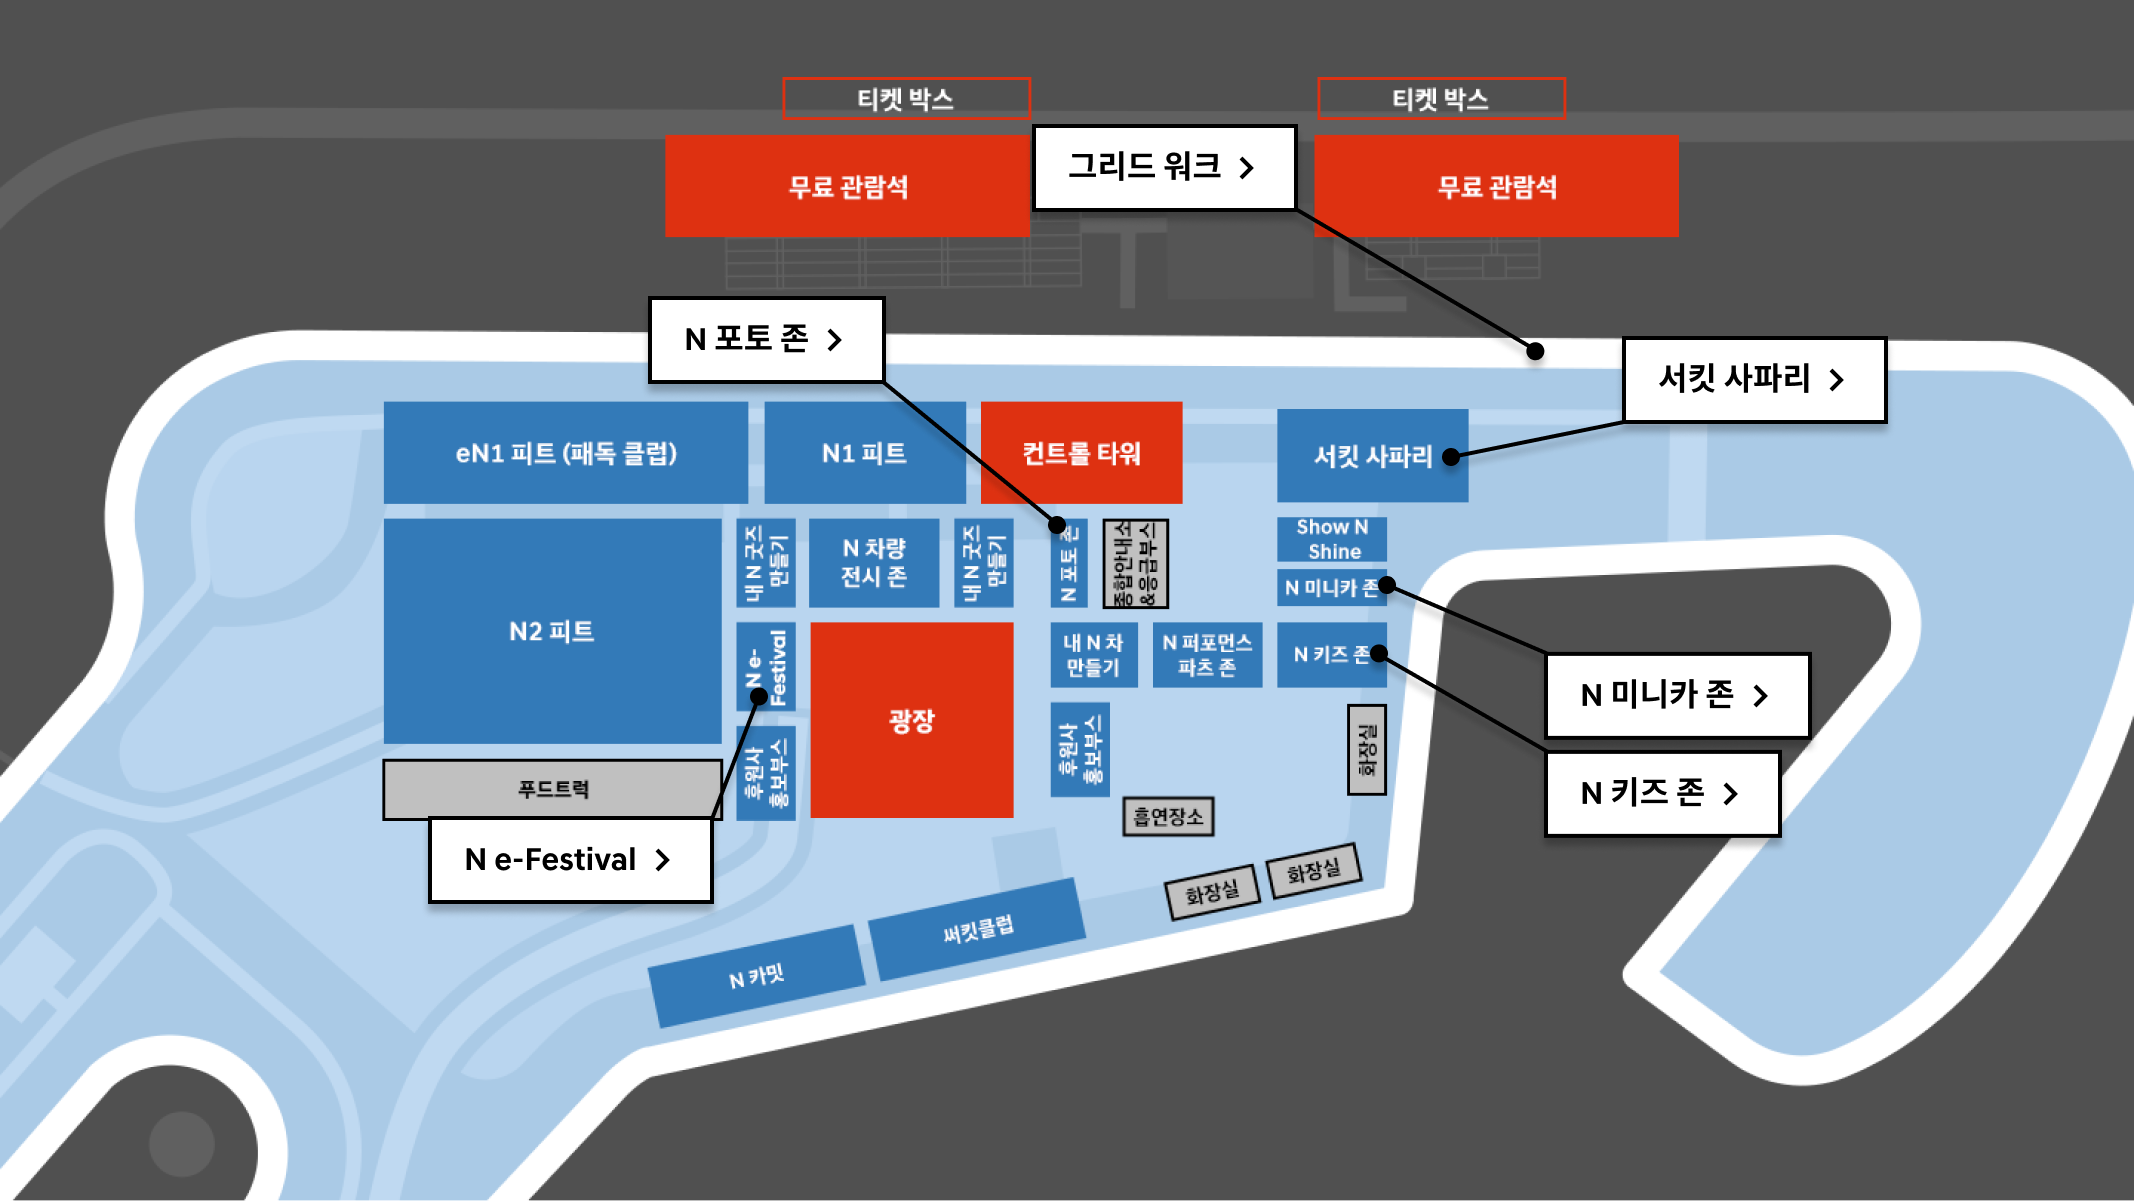 티켓 박스
티켓 박스
무료 관람석
그리드 워크
무료 관람석
N 포토 존
서킷 사파리
eN1 피트 (패독 클럽)
N1 피트
컨트롤 타워
서킷 사파리
N2 피트
내 N 굿즈
만들기
N 차량
전시 존
내 N 굿즈
만들기
N 포토 존
종합안내소
&응급부스
Show N
Shine
N 미니카 존
N e-
Festival
광장
내 N 차
만들기
N 퍼포먼스
파츠 존
N 키즈 존
N 미니카 존
후원사
홍보부스
후원사
홍보부스
화장실
푸드트럭
N 키즈 존
흡연장소
N e-Festival
화장실
화장실
써킷클럽
N 카밋